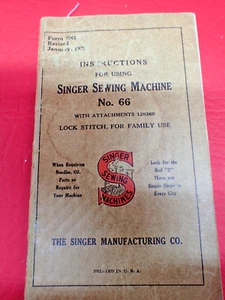 Revised
INSTRUCTIONS
FOR USING
SINGER SEWING MACHINE
No. 66
WITH ATTACHMENTS 120360
LOCK STITCH, FOR FAMILY USE
When Requiring
Needles, Oil,
Parts or
Repairs for
Your Machine
SINGER
SEWING
MACHINES
Look for the
Red "S"
There are
Singer Shops in
Every City
THE SINGER MANUFACTURING CO.
PRINTED IN U. S. A.